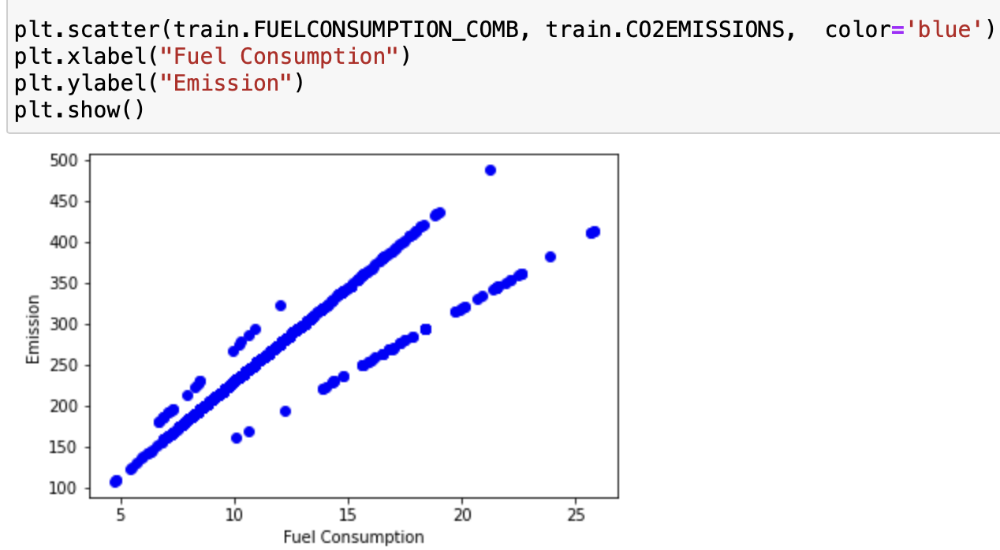 plt.scatter(train.FUELCONSUMPTION_COMB, train.CO2EMISSIONS,  color='blue')
plt.xlabel("Fuel Consumption")
plt.ylabel("Emission")
plt.show()
500
450
400
350
300
250
200
150
100
Emission
5 10 15 20 25
Fuel Consumption